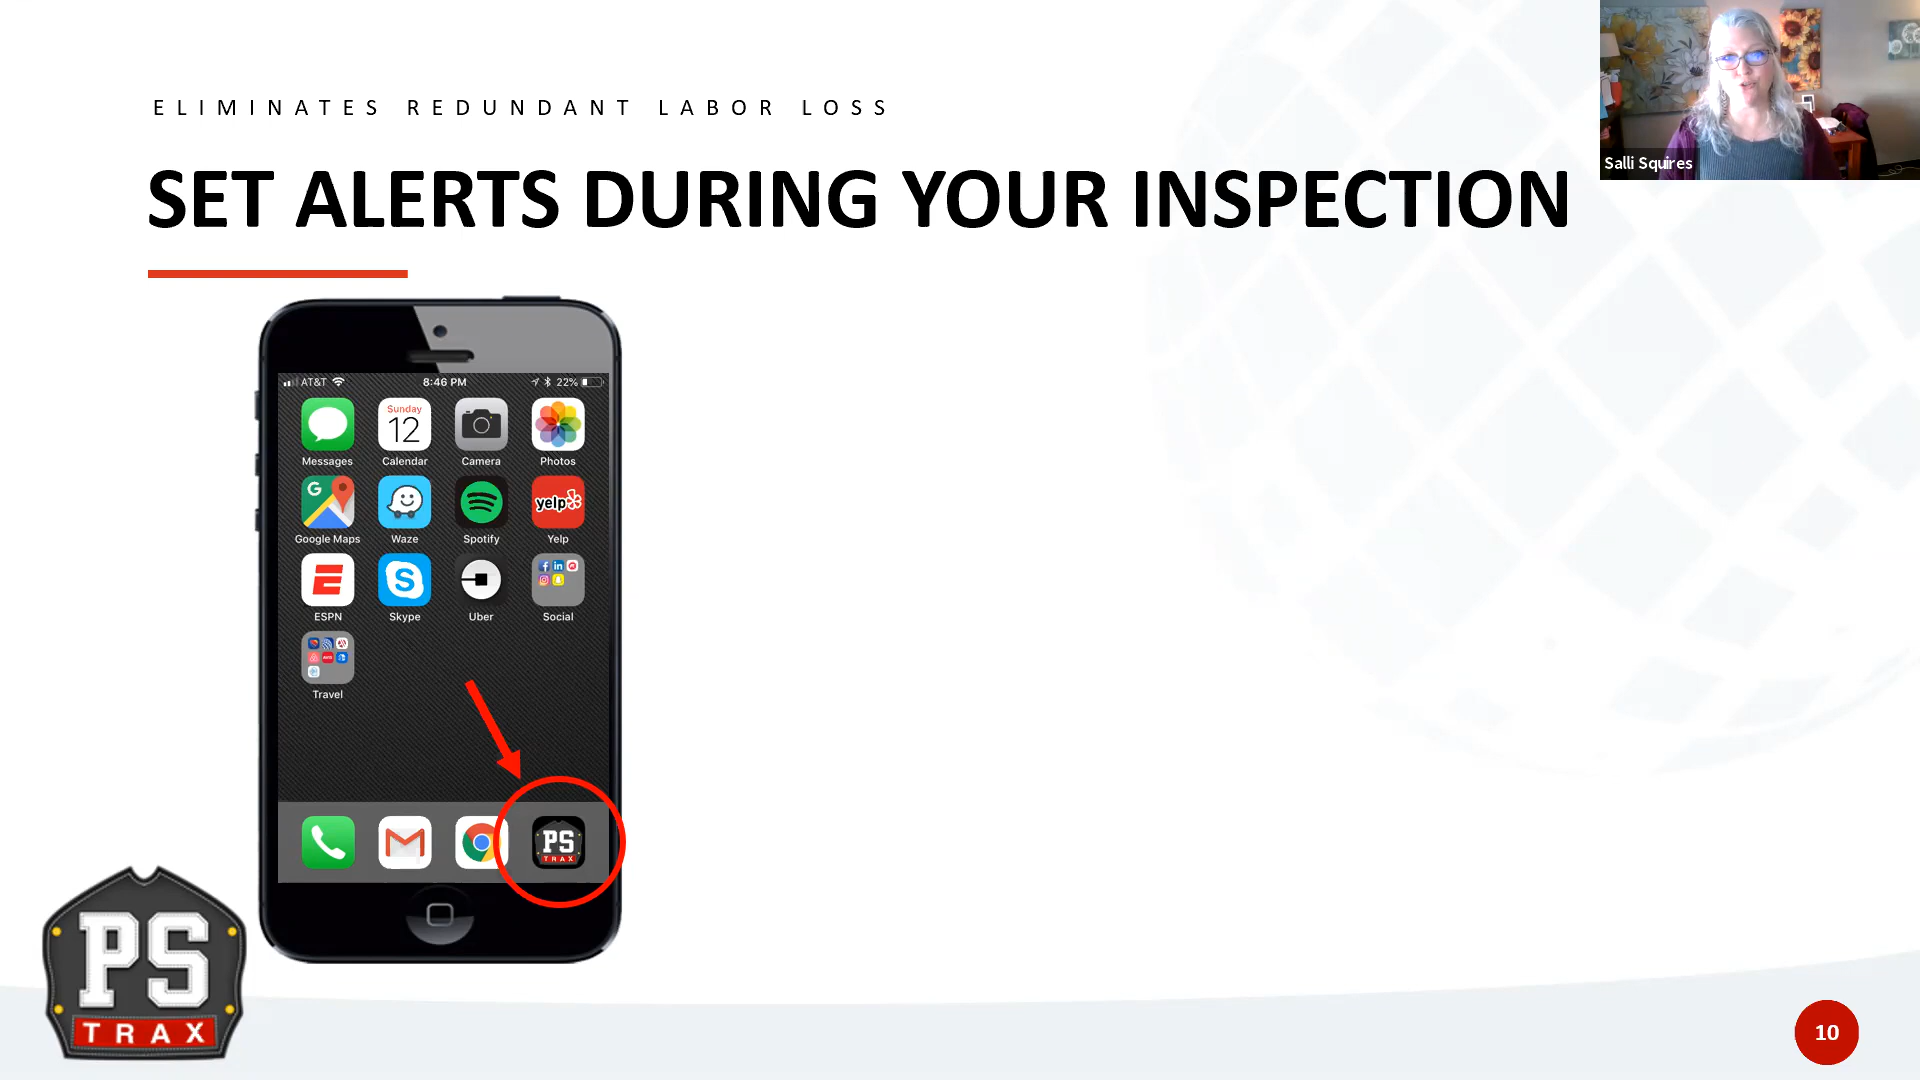 ELIMINATES REDUNDANT LABOR LOSS
SET ALERTS DURING YOUR INSPECTION
Salli Squires
AT&T 8:46 PM 22%
Sunday
12
Messages Calendar Camera Photos
G yelp
Google Maps Waze Spotify Yelp
E S f in
ESPN Skype Uber Social
Travel
PS
TRAX
PS
TRAX
10